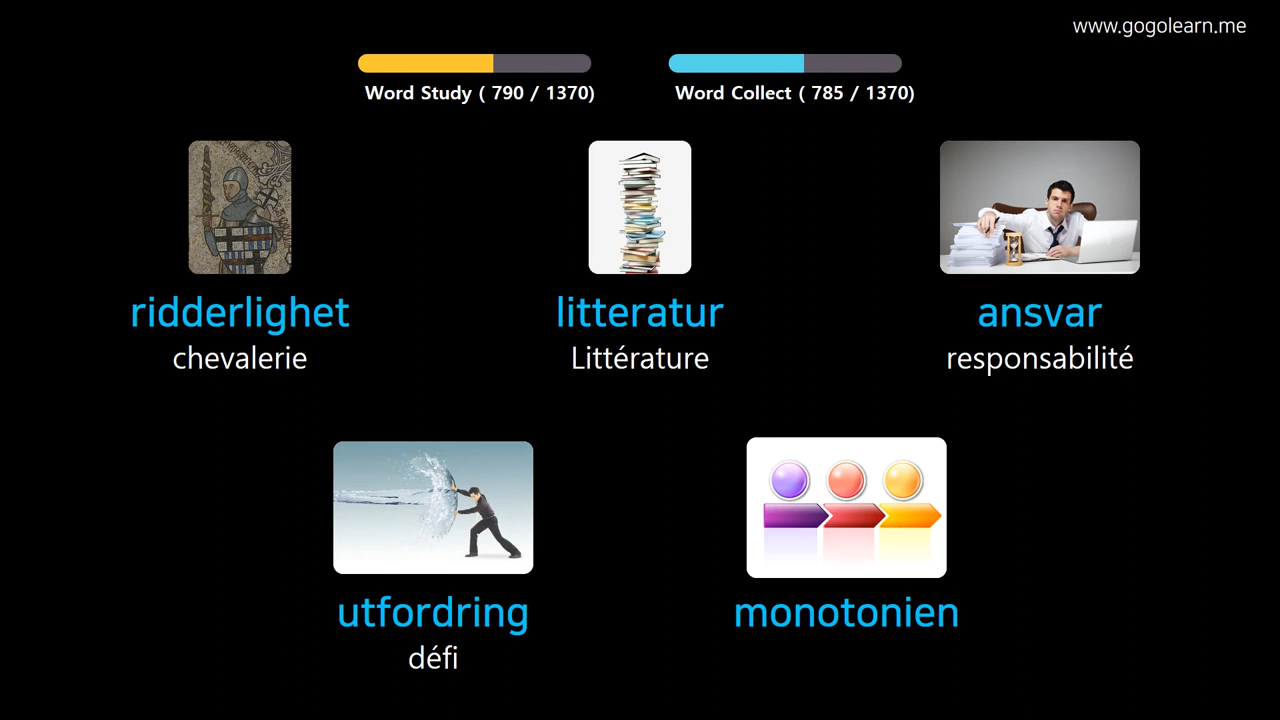 www.gogolearn.me
Word Study ( 790 / 1370)
Word Collect ( 785 / 1370)
ridderlighet
chevalerie
litteratur
Littérature
ansvar
responsabilité
utfordring
défi
monotonien